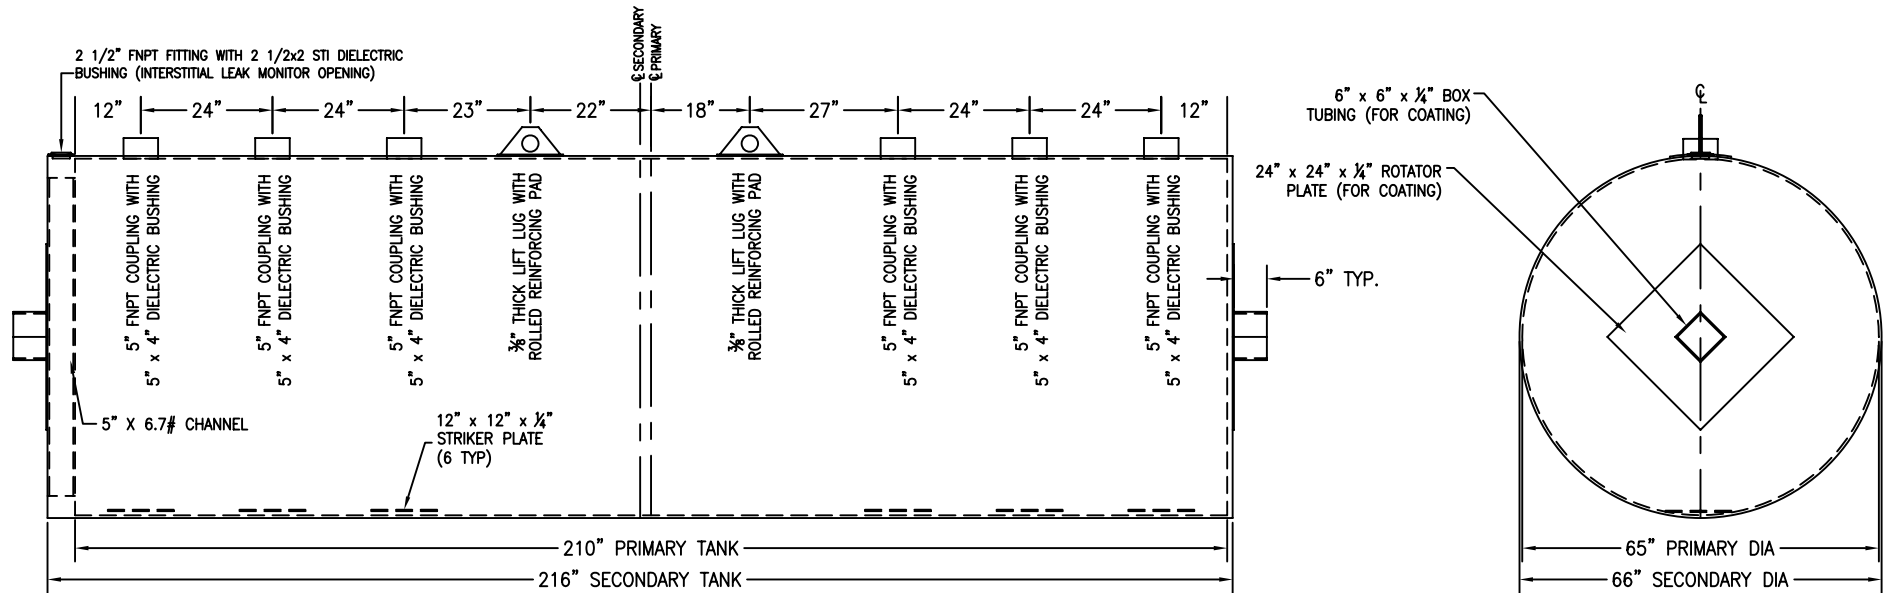 2 1/2" FNPT FITTING WITH 2 1/2x2 STI DIELECTRIC
BUSHING (INTERSTITIAL LEAK MONITOR OPENING)
℄ SECONDARY
℄ PRIMARY
12"
24"
24"
23"
22"
18"
27"
24"
24"
12"
5" FNPT COUPLING WITH
5" x 4" DIELECTRIC BUSHING
5" FNPT COUPLING WITH
5" x 4" DIELECTRIC BUSHING
5" FNPT COUPLING WITH
5" x 4" DIELECTRIC BUSHING
⅜" THICK LIFT LUG WITH
ROLLED REINFORCING PAD
⅜" THICK LIFT LUG WITH
ROLLED REINFORCING PAD
5" FNPT COUPLING WITH
5" x 4" DIELECTRIC BUSHING
5" FNPT COUPLING WITH
5" x 4" DIELECTRIC BUSHING
5" FNPT COUPLING WITH
5" x 4" DIELECTRIC BUSHING
6" TYP.
5" X 6.7# CHANNEL
12" x 12" x ¼"
STRIKER PLATE
(6 TYP)
210" PRIMARY TANK
216" SECONDARY TANK
℄
6" x 6" x ¼" BOX
TUBING (FOR COATING)
24" x 24" x ¼" ROTATOR
PLATE (FOR COATING)
65" PRIMARY DIA
66" SECONDARY DIA